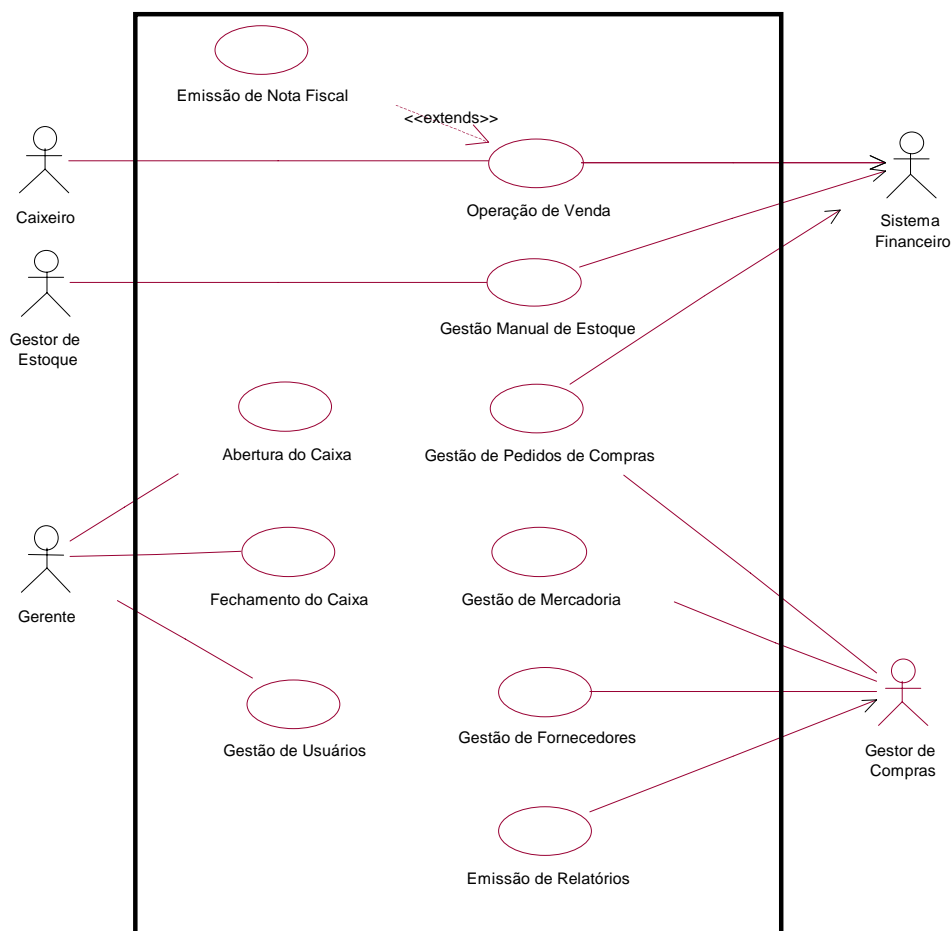 Emissão de Nota Fiscal
<<extends>>
Caixeiro
Operação de Venda
Sistema
Financeiro
Gestor de
Estoque
Gestão Manual de Estoque
Abertura do Caixa
Gestão de Pedidos de Compras
Gerente
Fechamento do Caixa
Gestão de Mercadoria
Gestão de Usuários
Gestão de Fornecedores
Gestor de
Compras
Emissão de Relatórios